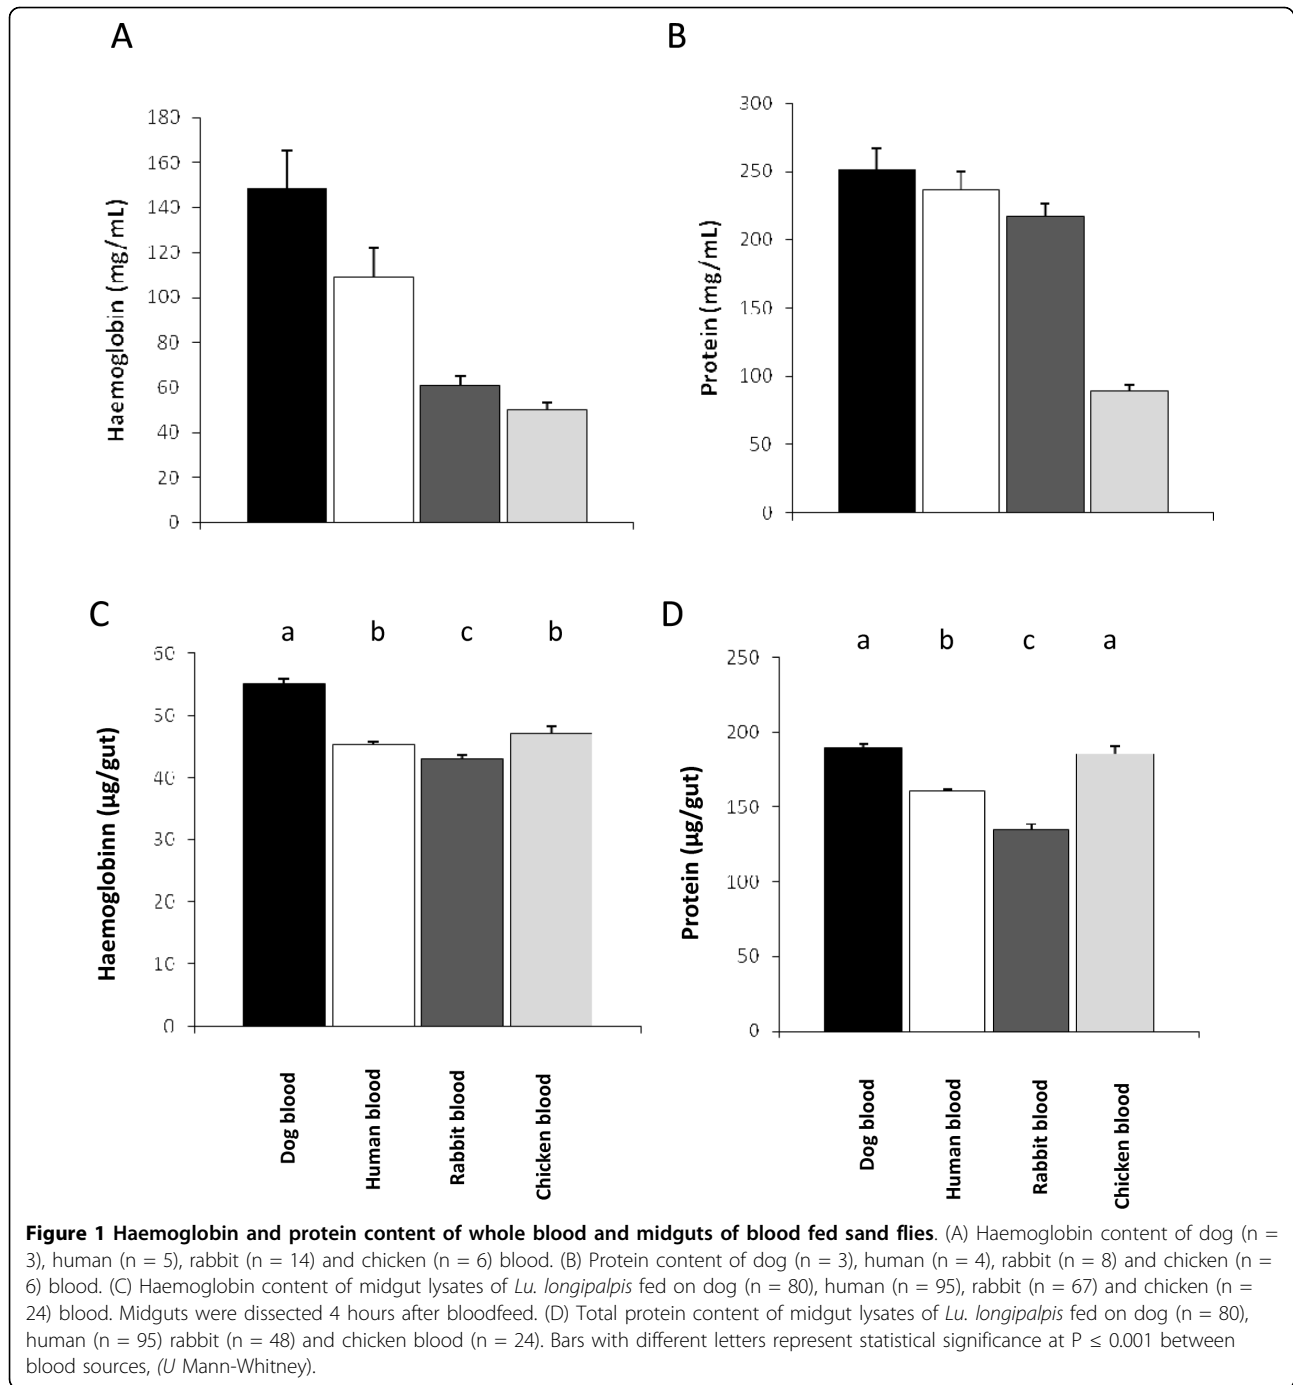 A
B
180
160
140
120
100
80
60
40
20
0
Haemoglobin (mg/mL)
300
250
200
150
100
50
0
Protein (mg/mL)
C
a b c b
60
50
40
30
20
10
0
Haemoglobinn (µg/gut)
Dog blood
Human blood
Rabbit blood
Chicken blood
D
a b c a
250
200
150
100
50
0
Protein (µg/gut)
Dog blood
Human blood
Rabbit blood
Chicken blood
Figure 1 Haemoglobin and protein content of whole blood and midguts of blood fed sand flies. (A) Haemoglobin content of dog (n =
3), human (n = 5), rabbit (n = 14) and chicken (n = 6) blood. (B) Protein content of dog (n = 3), human (n = 4), rabbit (n = 8) and chicken (n =
6) blood. (C) Haemoglobin content of midgut lysates of Lu. longipalpis fed on dog (n = 80), human (n = 95), rabbit (n = 67) and chicken (n =
24) blood. Midguts were dissected 4 hours after bloodfeed. (D) Total protein content of midgut lysates of Lu. longipalpis fed on dog (n = 80),
human (n = 95) rabbit (n = 48) and chicken blood (n = 24). Bars with different letters represent statistical significance at P ≤ 0.001 between
blood sources, (U Mann-Whitney).